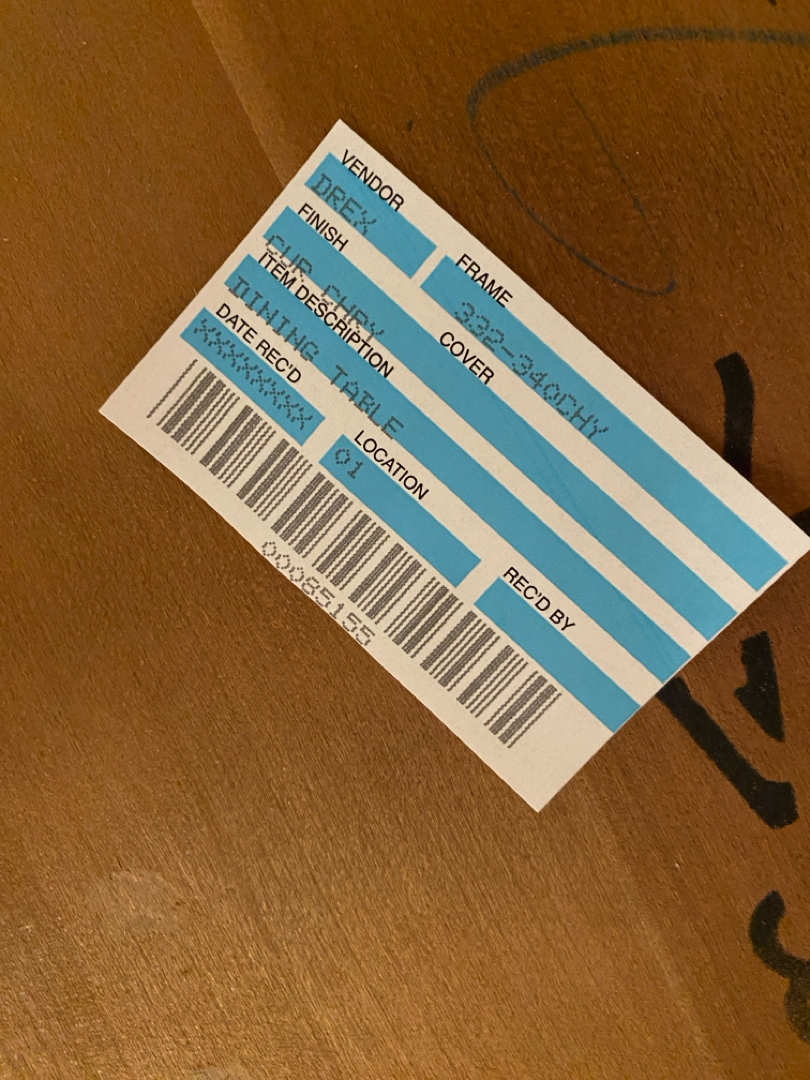 VENDOR
DREX
FRAME
332-340CHY
FINISH
CUR CHRY
COVER
ITEM DESCRIPTION
DINING TABLE
DATE REC'D
XXXXXXXX
LOCATION
01
REC'D BY
00085155